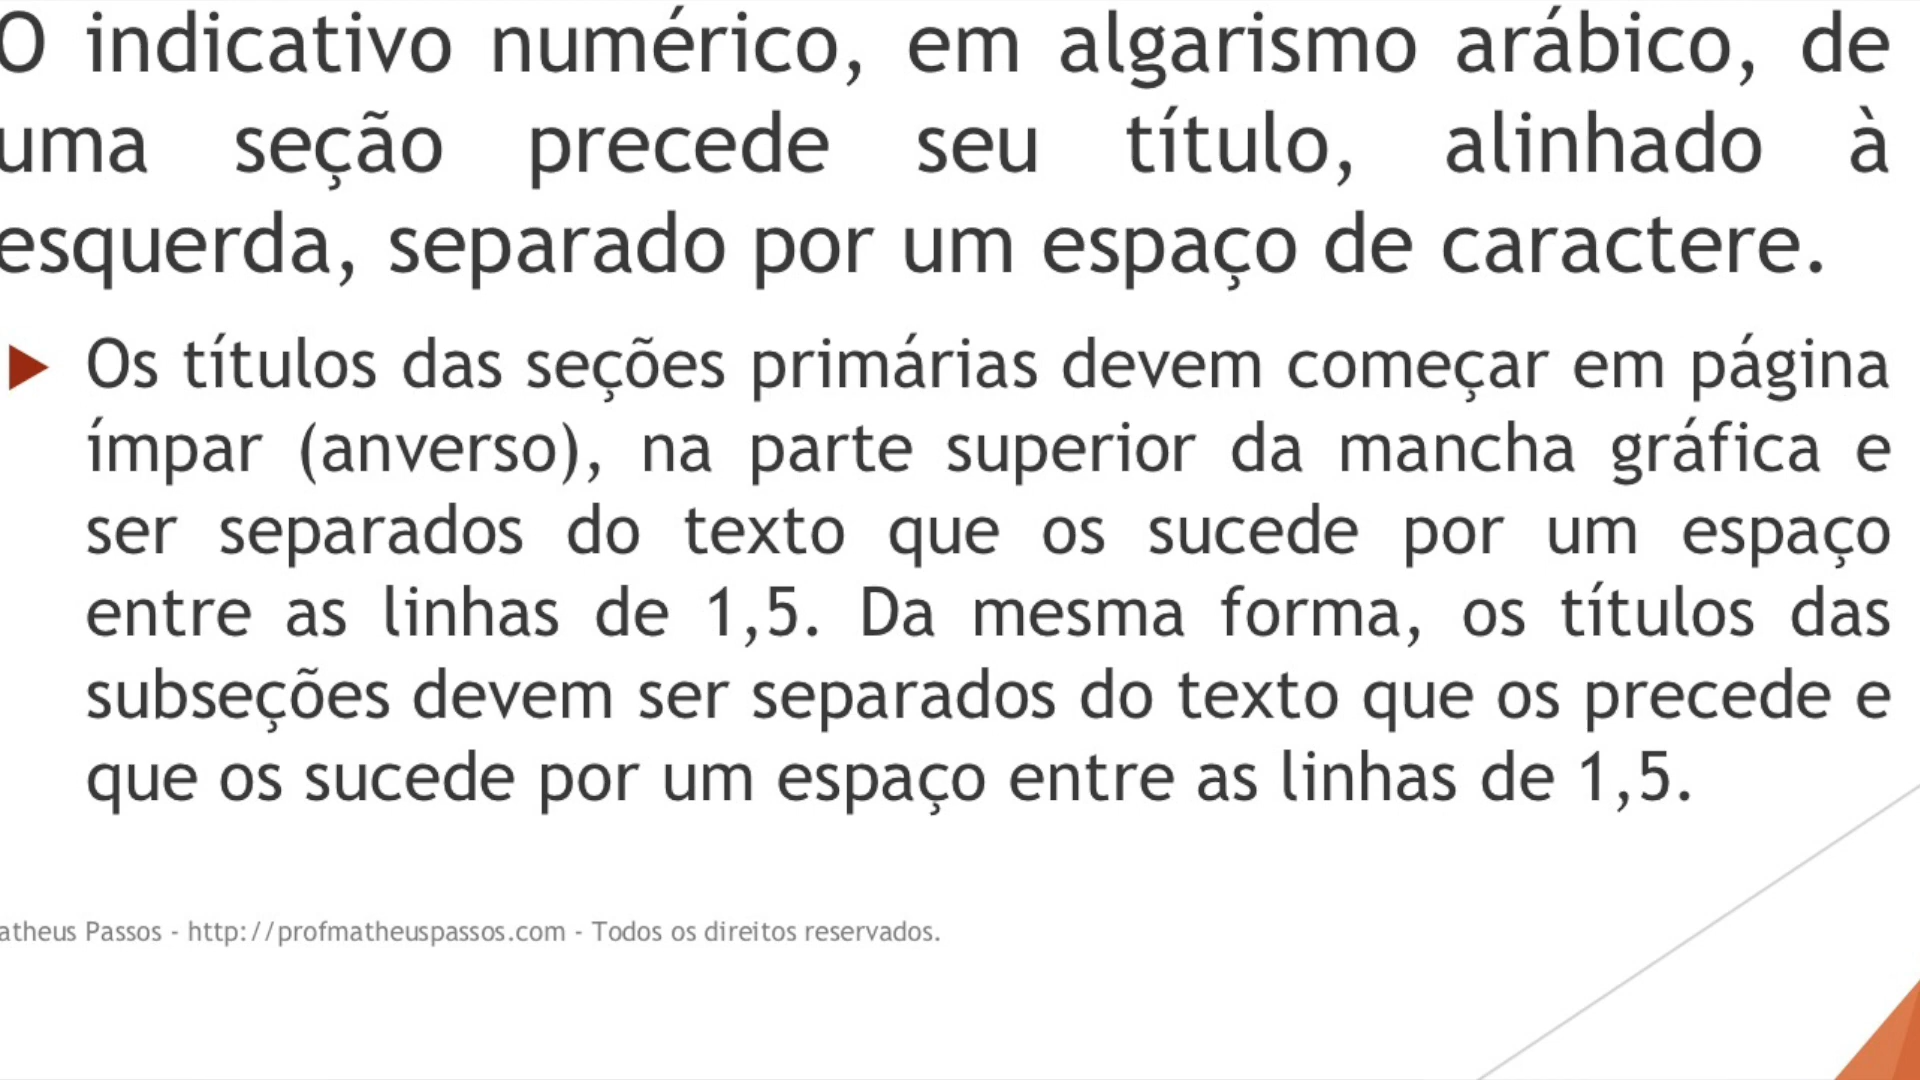 O indicativo numérico, em algarismo arábico, de
uma seção precede seu título, alinhado à
esquerda, separado por um espaço de caractere.
Os títulos das seções primárias devem começar em página
ímpar (anverso), na parte superior da mancha gráfica e
ser separados do texto que os sucede por um espaço
entre as linhas de 1,5. Da mesma forma, os títulos das
subseções devem ser separados do texto que os precede e
que os sucede por um espaço entre as linhas de 1,5.
atheus Passos - http://profmatheuspassos.com - Todos os direitos reservados.